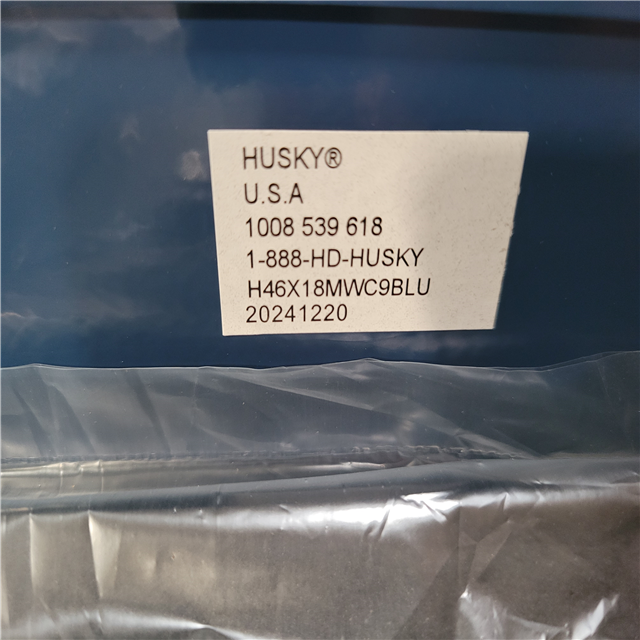 HUSKY®
U.S.A
1008 539 618
1-888-HD-HUSKY
H46X18MWC9BLU
20241220